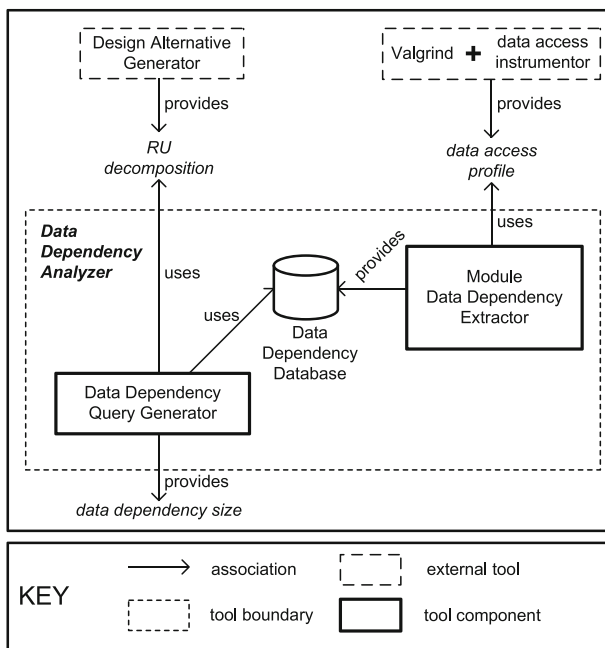 Design Alternative
Generator
Valgrind + data access
instrumentor
provides
provides
RU
decomposition
data access
profile
Data
Dependency
Analyzer
uses
uses
provides
uses
Module
Data Dependency
Extractor
Data
Dependency
Database
Data Dependency
Query Generator
provides
data dependency size
KEY
association
external tool
tool boundary
tool component